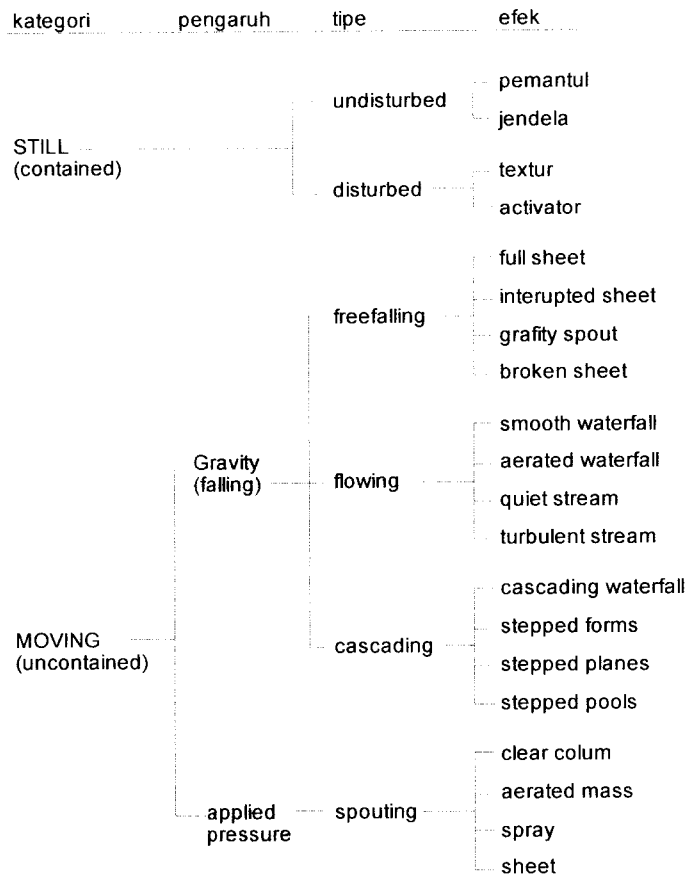 kategori pengaruh tipe efek
pemantul
undisturbed
jendela
STILL
(contained)
textur
disturbed
activator
full sheet
interupted sheet
freefalling
grafity spout
broken sheet
smooth waterfall
Gravity
(falling)
aerated waterfall
flowing
quiet stream
turbulent stream
cascading waterfall
stepped forms
MOVING
(uncontained)
cascading
stepped planes
stepped pools
clear colum
aerated mass
applied
pressure
spouting
spray
sheet